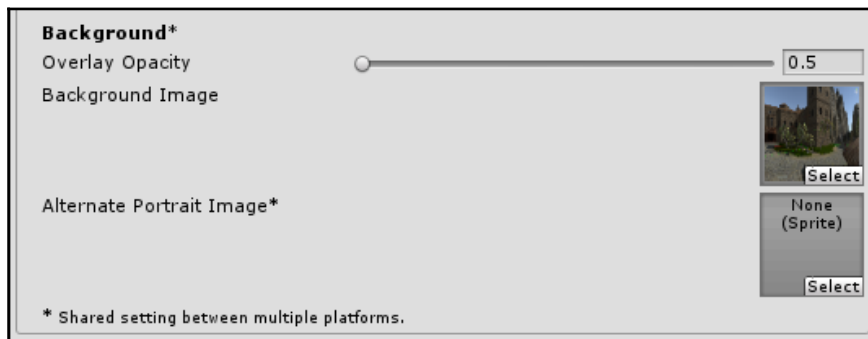 Background*
Overlay Opacity 0.5
Background Image
Select
Alternate Portrait Image* None
(Sprite)
Select
* Shared setting between multiple platforms.